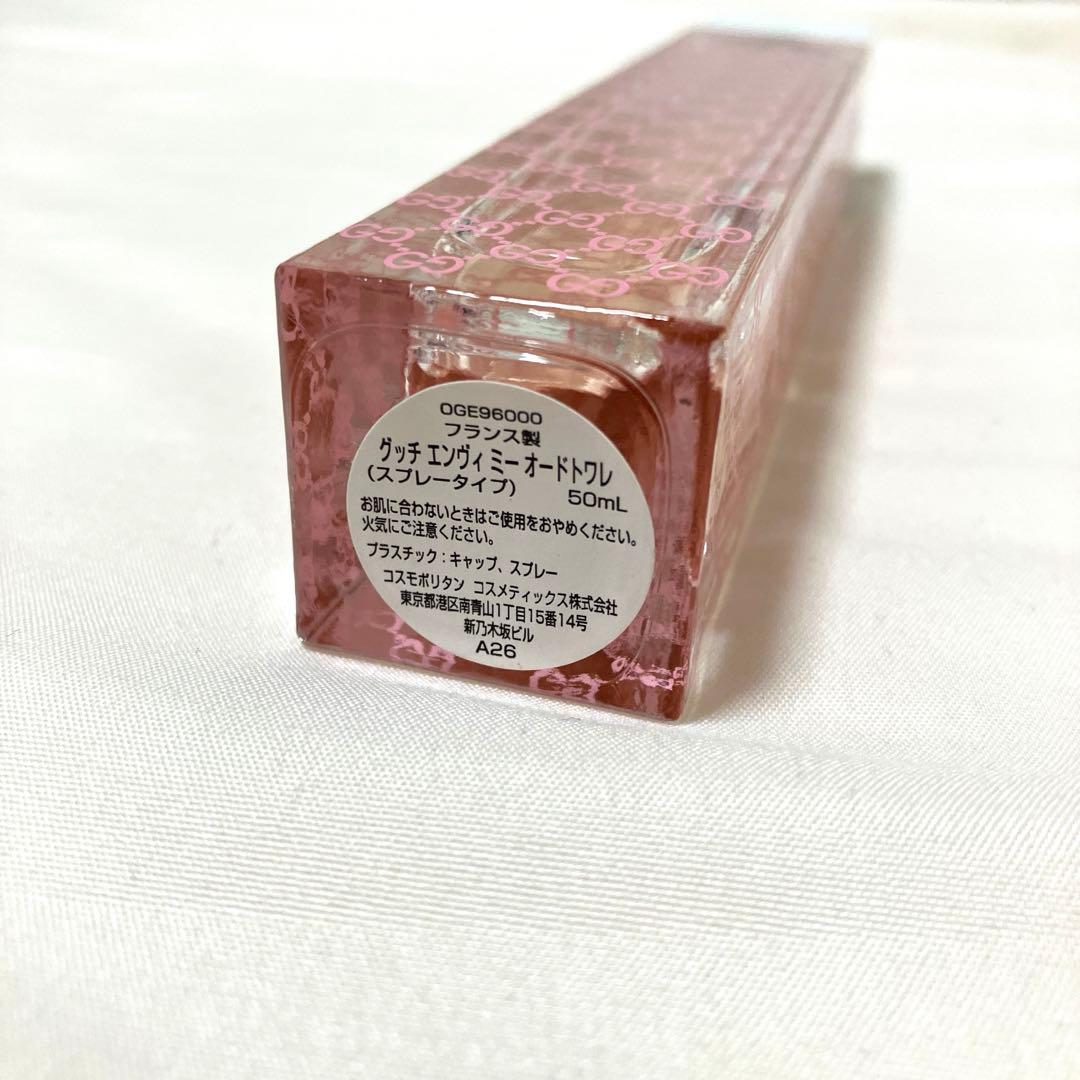 OGE96000
フランス製
グッチ エンヴィ ミー オードトワレ
(スプレータイプ) 50mL
お肌に合わないときはご使用をおやめください。
火気にご注意ください。
プラスチック：キャップ、スプレー
コスモポリタン コスメティックス株式会社
東京都港区南青山1丁目15番14号
新乃木坂ビル
A26